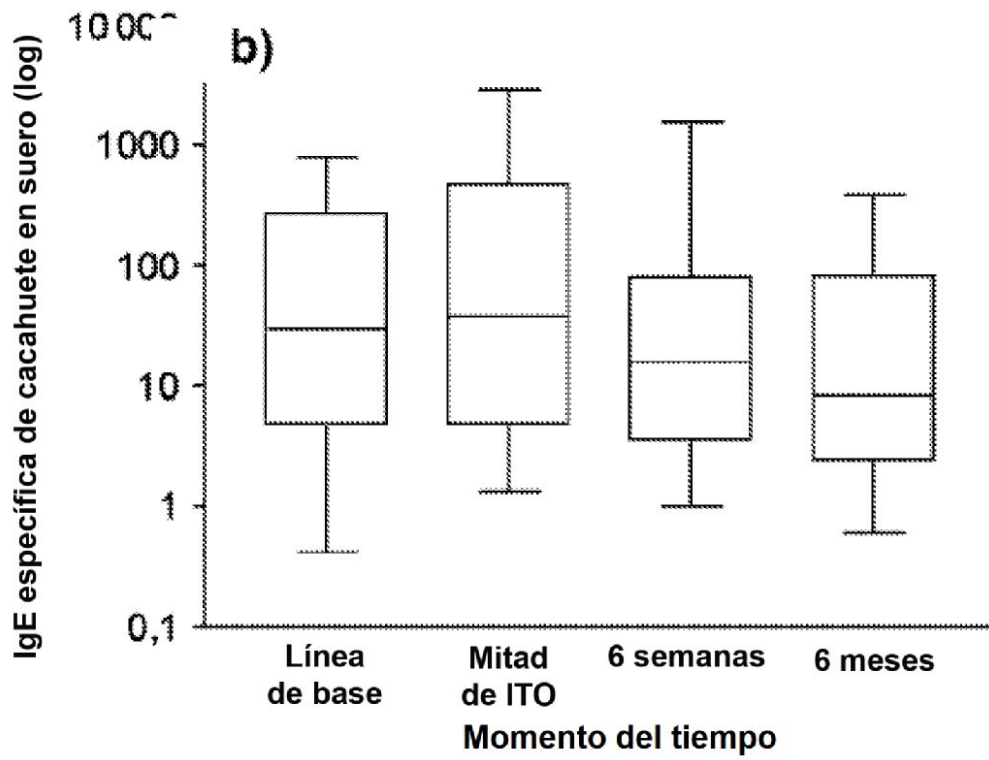 b)
1000
100
10
1
0,1
IgE específica de cacahuete en suero (log)
Línea
de base
Mitad
de ITO
6 semanas
6 meses
Momento del tiempo